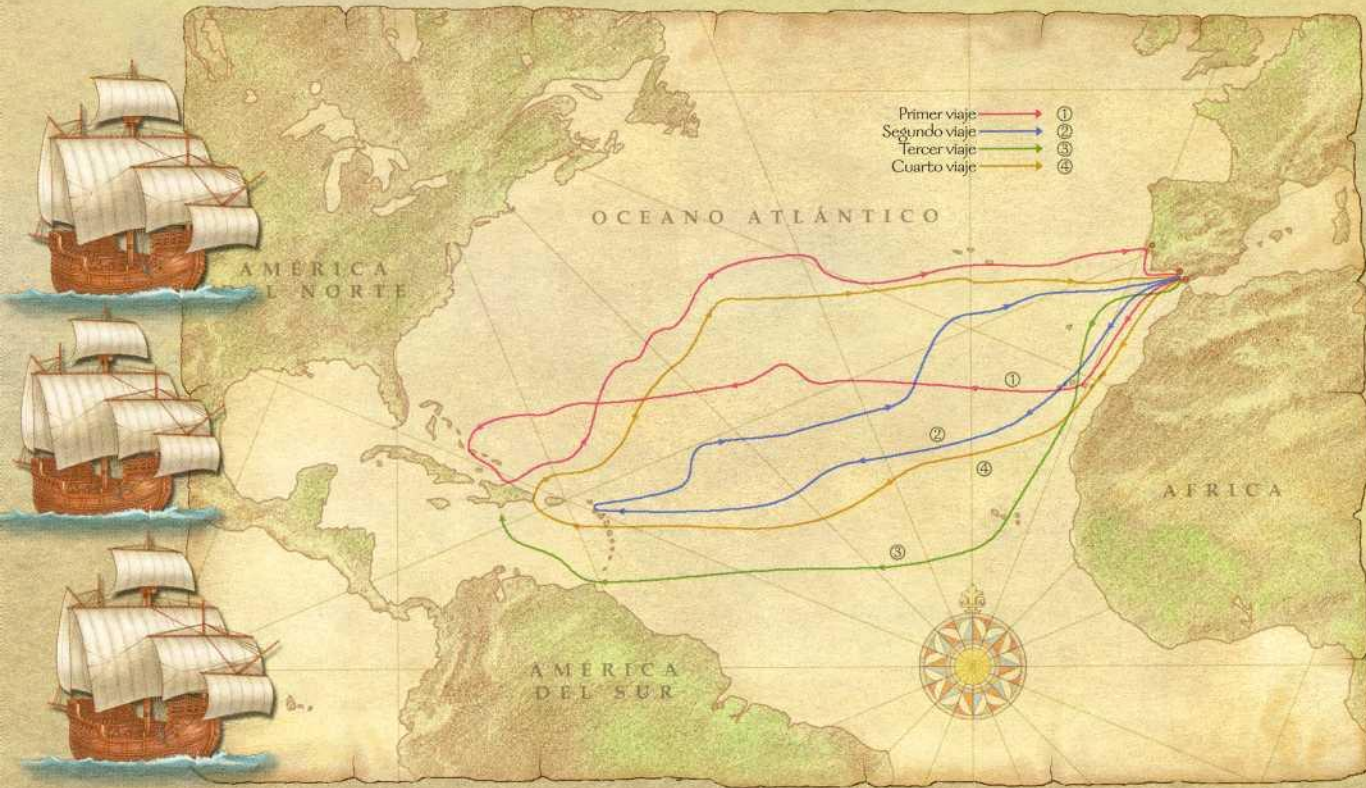 Primer viaje ①
Segundo viaje ②
Tercer viaje ③
Cuarto viaje ④
OCEANO ATLÁNTICO
AMÉRICA
L NORTE
①
②
④
AFRICA
③
AMÉRICA
DEL SUR